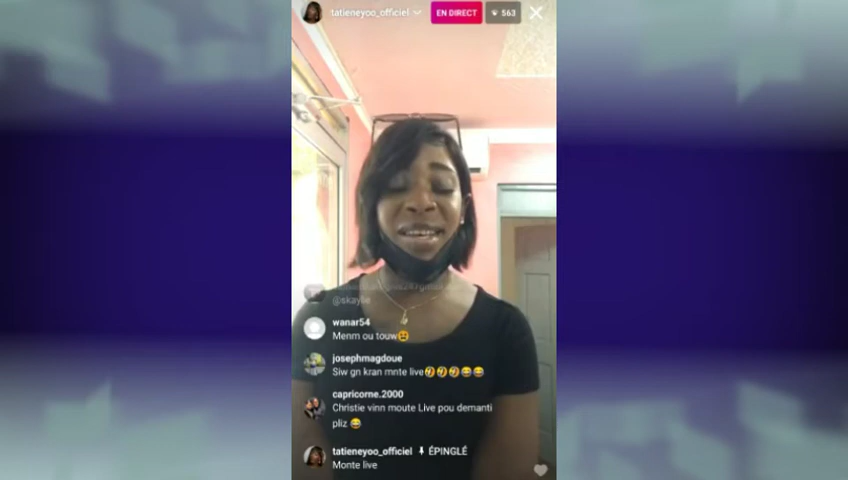 tatieneyoo_officiel
EN DIRECT
563
@skaylie
wanar54
Menm ou touw😫
josephmagdoue
Siw gn kran mnte live🤣🤣🤣😂😂
capricorne.2000
Christie vinn moute Live pou demanti
pliz 😂
tatieneyoo_officiel ÉPINGLÉ
Monte live